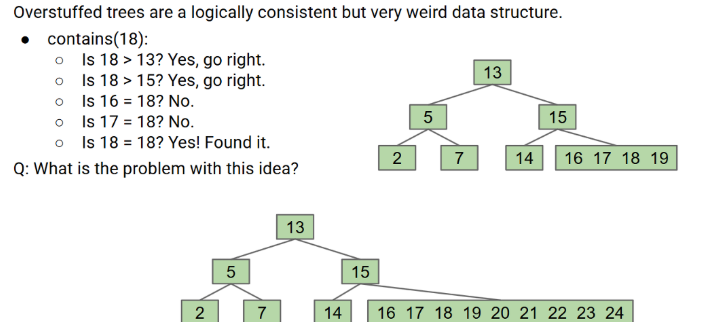 Overstuffed trees are a logically consistent but very weird data structure.
● contains(18):
○ Is 18 > 13? Yes, go right.
○ Is 18 > 15? Yes, go right.
○ Is 16 = 18? No.
○ Is 17 = 18? No.
○ Is 18 = 18? Yes! Found it.
Q: What is the problem with this idea?
13
5 15
2 7 14 16 17 18 19
13
5 15
2 7 14 16 17 18 19 20 21 22 23 24